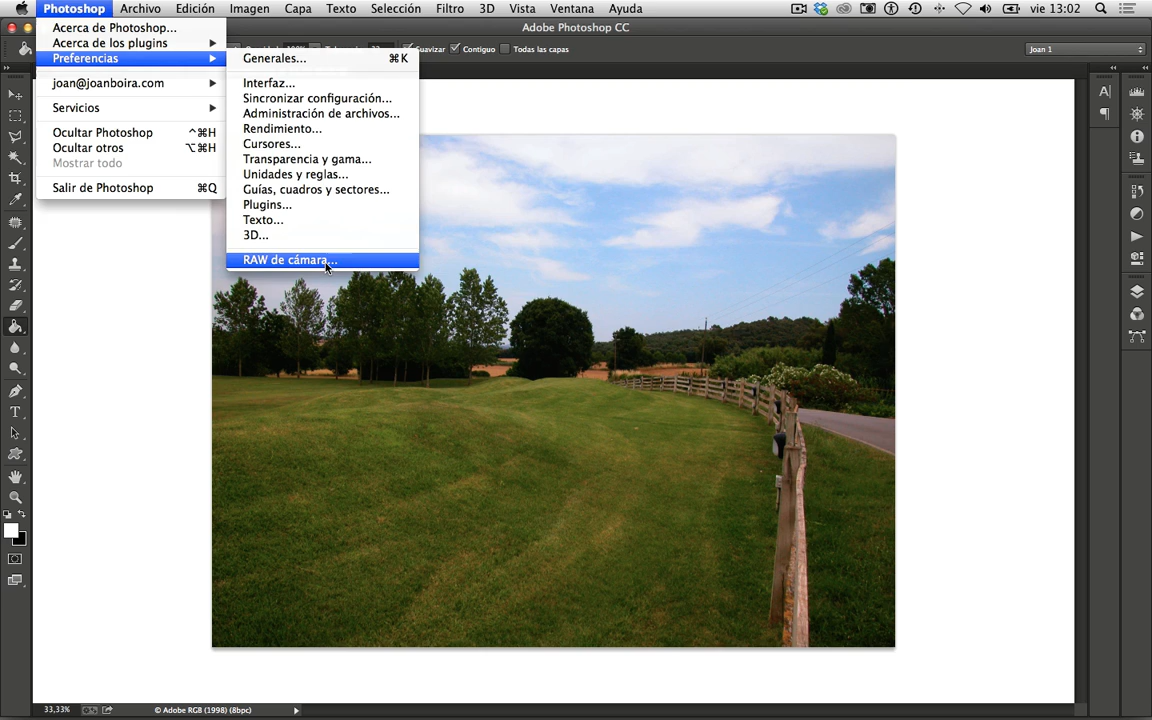 Photoshop Archivo Edición Imagen Capa Texto Selección Filtro 3D Vista Ventana Ayuda vie 13:02
Adobe Photoshop CC
Suavizar Contiguo Todas las capas Joan 1
Acerca de Photoshop...
Acerca de los plugins
Preferencias
joan@joanboira.com
Servicios
Ocultar Photoshop ^⌘H
Ocultar otros ⌥⌘H
Mostrar todo
Salir de Photoshop ⌘Q
Generales... ⌘K
Interfaz...
Sincronizar configuración...
Administración de archivos...
Rendimiento...
Cursores...
Transparencia y gama...
Unidades y reglas...
Guías, cuadros y sectores...
Plugins...
Texto...
3D...
RAW de cámara...
33,33% © Adobe RGB (1998) (8bpc)